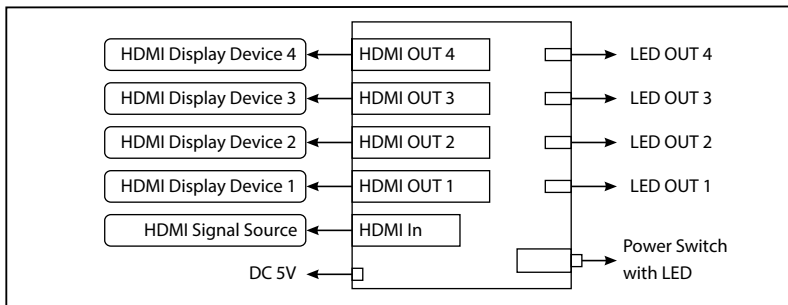 HDMI Display Device 4
HDMI OUT 4
LED OUT 4
HDMI Display Device 3
HDMI OUT 3
LED OUT 3
HDMI Display Device 2
HDMI OUT 2
LED OUT 2
HDMI Display Device 1
HDMI OUT 1
LED OUT 1
HDMI Signal Source
HDMI In
DC 5V
Power Switch
with LED